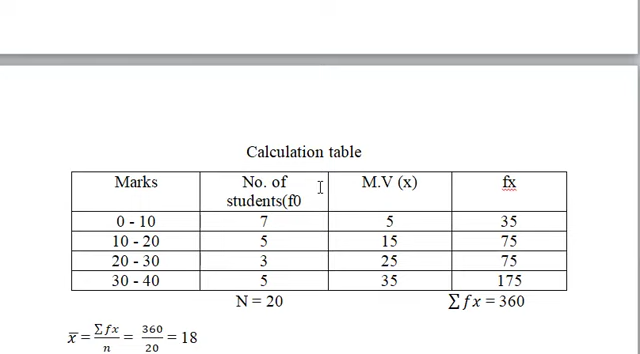 Calculation table
Marks No. of students(f0 M.V (x) fx
0 - 10 7 5 35
10 - 20 5 15 75
20 - 30 3 25 75
30 - 40 5 35 175
N = 20 ∑fx = 360
x̅ = ∑fx/n = 360/20 = 18